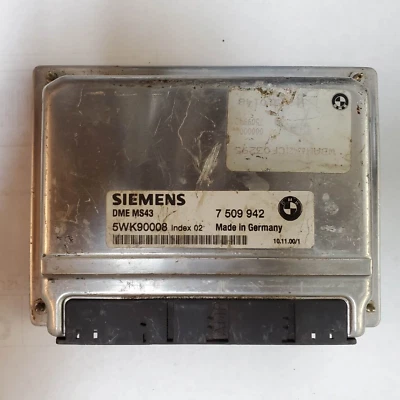 SIEMENS
DME MS43
7 509 942
5WK90008 Index 02
Made in Germany
10.11.00/1